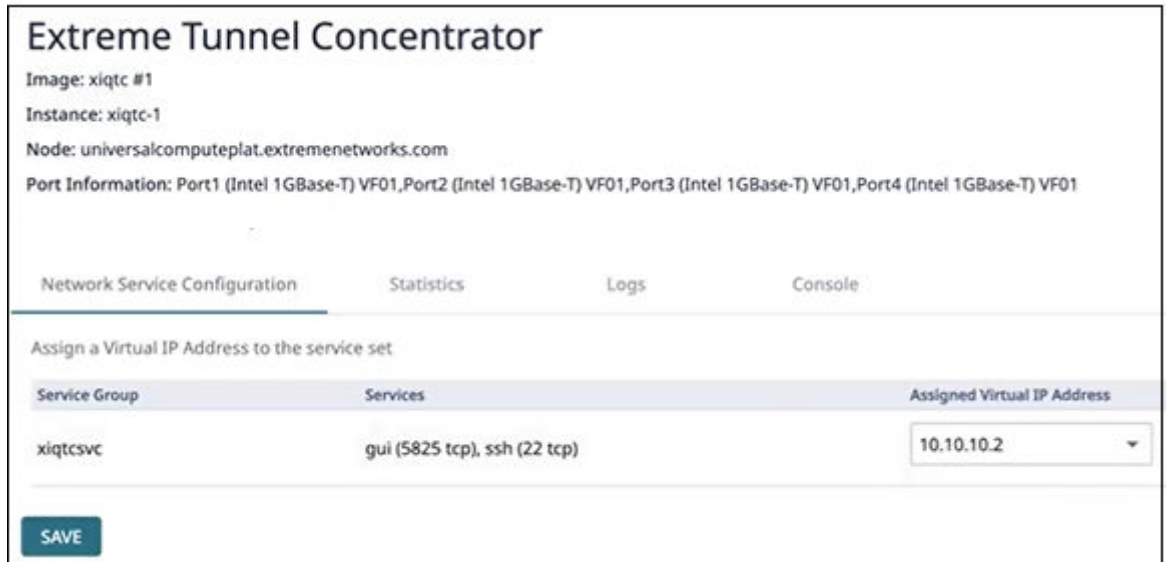 Extreme Tunnel Concentrator
Image: xiqtc #1
Instance: xiqtc-1
Node: universalcomputeplat.extremenetworks.com
Port Information: Port1 (Intel 1GBase-T) VF01,Port2 (Intel 1GBase-T) VF01,Port3 (Intel 1GBase-T) VF01,Port4 (Intel 1GBase-T) VF01
Network Service Configuration Statistics Logs Console
Assign a Virtual IP Address to the service set
Service Group Services Assigned Virtual IP Address
xiqtcsvc gui (5825 tcp), ssh (22 tcp) 10.10.10.2
SAVE